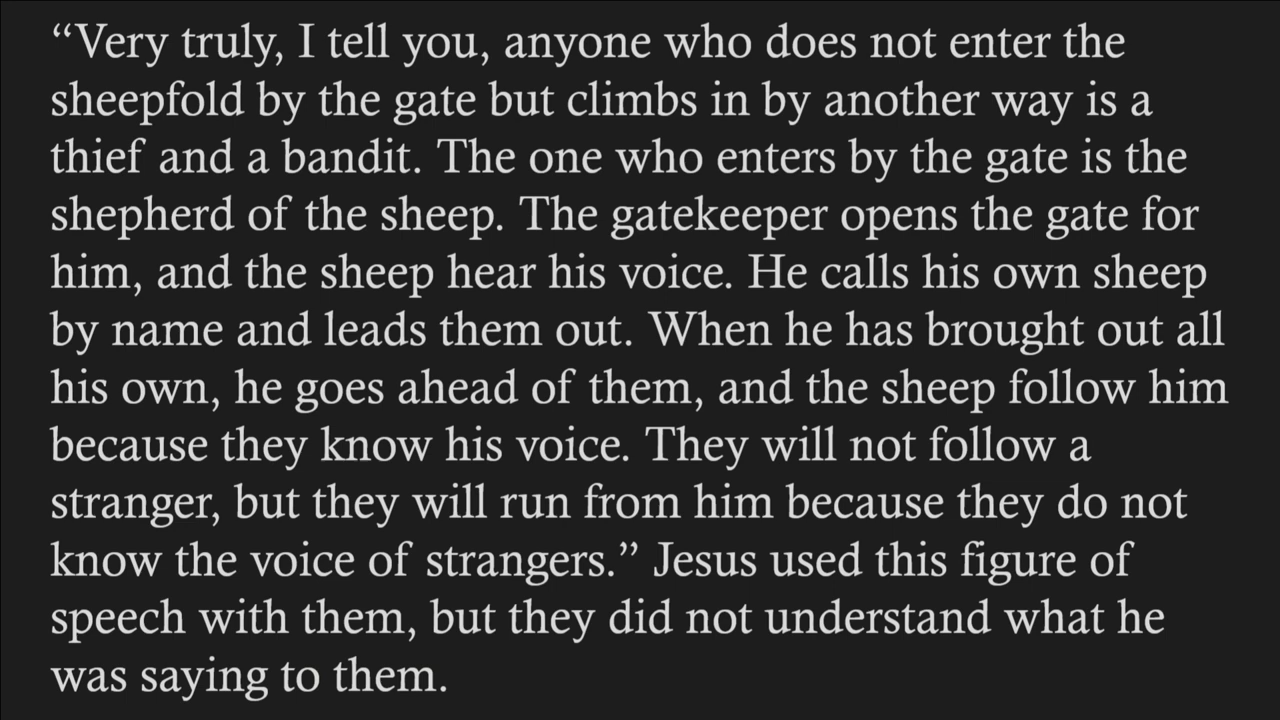 “Very truly, I tell you, anyone who does not enter the
sheepfold by the gate but climbs in by another way is a
thief and a bandit. The one who enters by the gate is the
shepherd of the sheep. The gatekeeper opens the gate for
him, and the sheep hear his voice. He calls his own sheep
by name and leads them out. When he has brought out all
his own, he goes ahead of them, and the sheep follow him
because they know his voice. They will not follow a
stranger, but they will run from him because they do not
know the voice of strangers.” Jesus used this figure of
speech with them, but they did not understand what he
was saying to them.